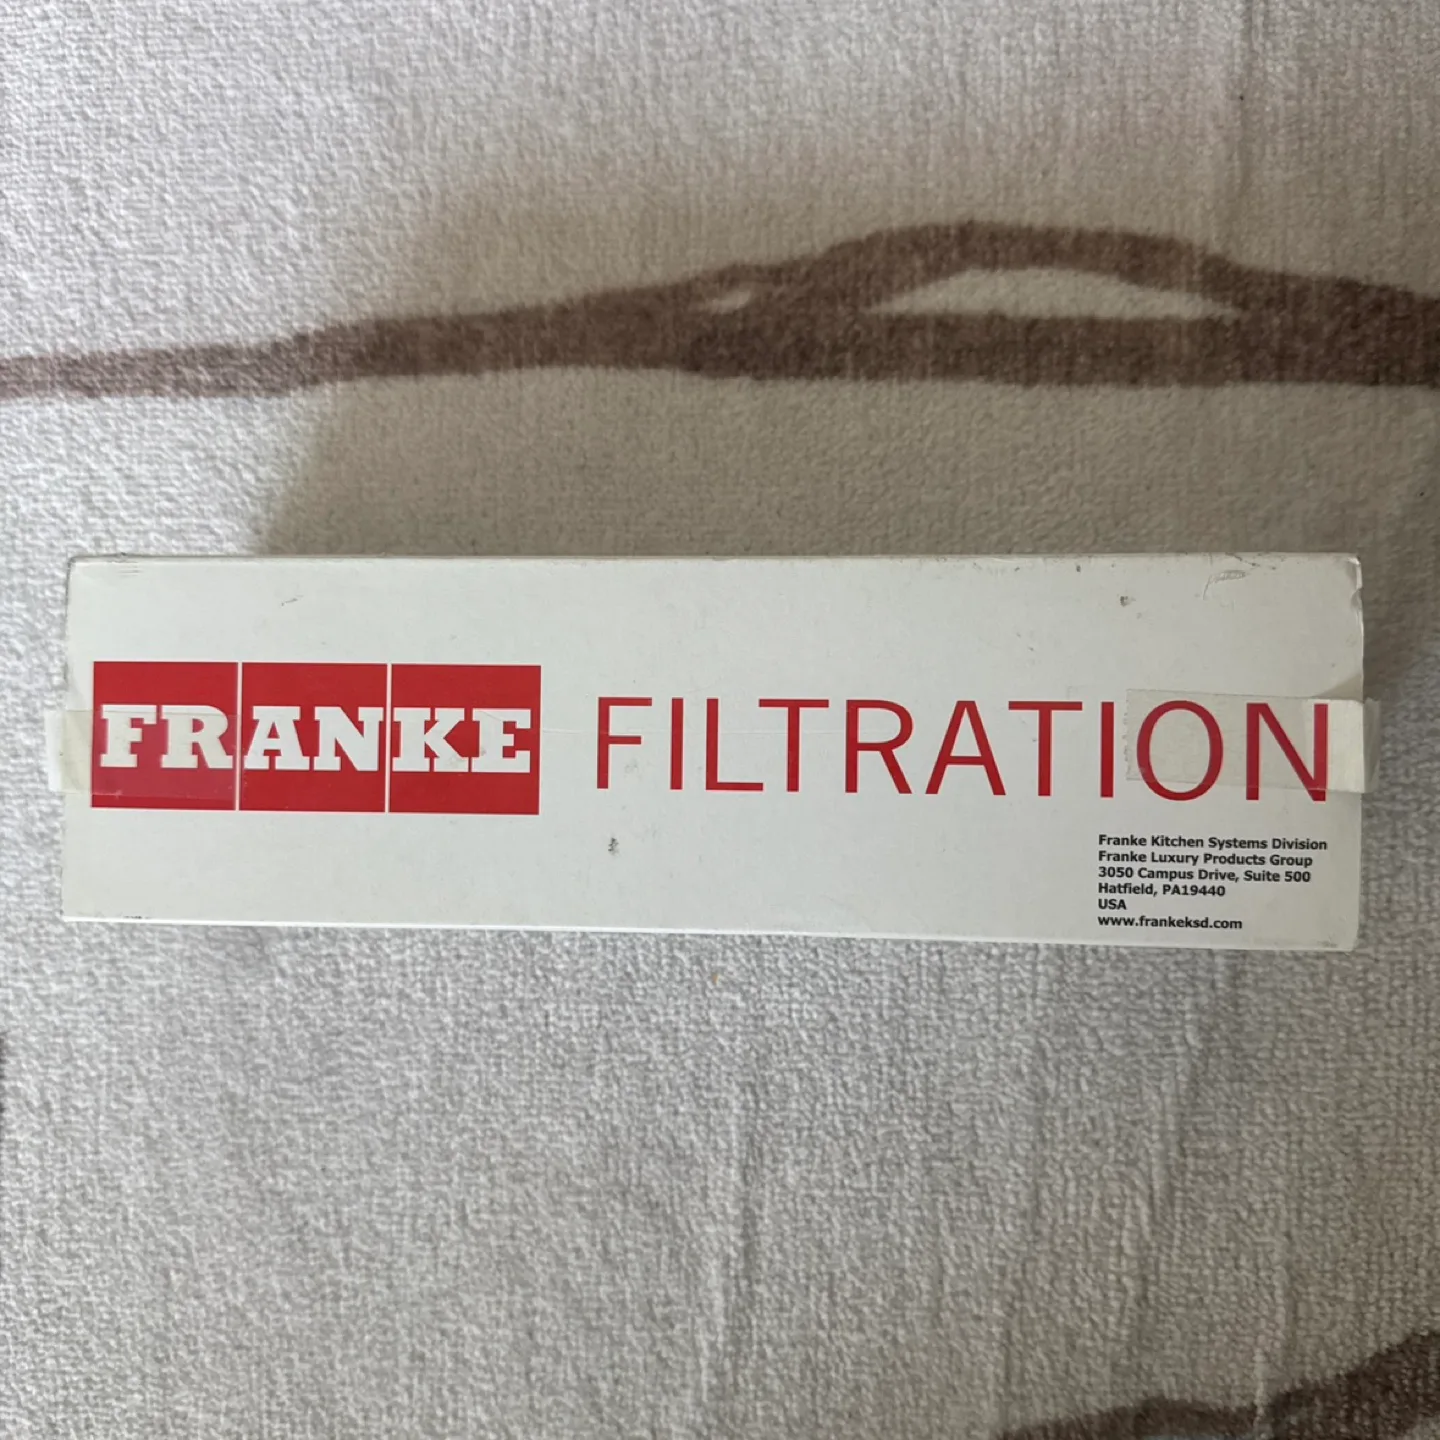 FRANKE FILTRATION
Franke Kitchen Systems Division
Franke Luxury Products Group
3050 Campus Drive, Suite 500
Hatfield, PA19440
USA
www.frankeksd.com